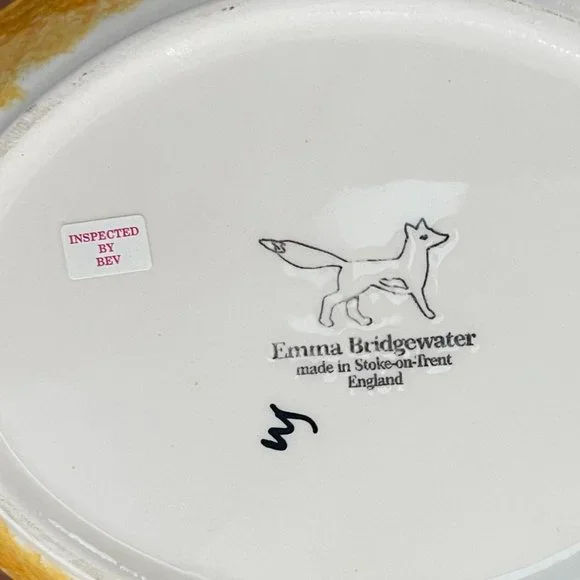 INSPECTED
BY
BEV
Emma Bridgewater
made in Stoke-on-Trent
England